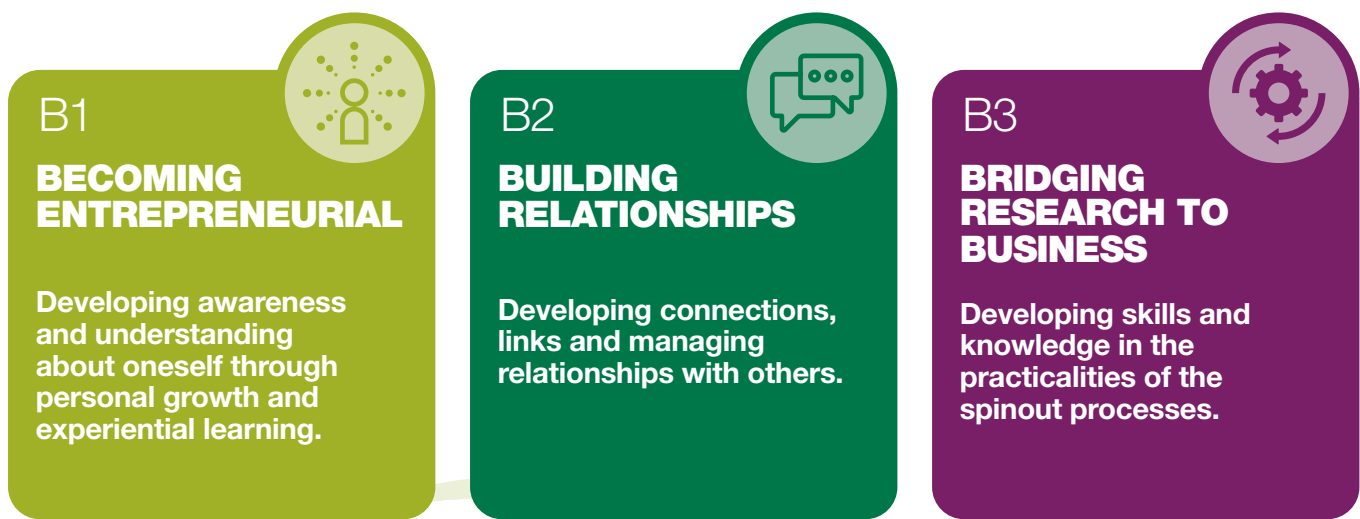 B1
BECOMING
ENTREPRENEURIAL
Developing awareness
and understanding
about oneself through
personal growth and
experiential learning.
B2
BUILDING
RELATIONSHIPS
Developing connections,
links and managing
relationships with others.
B3
BRIDGING
RESEARCH TO
BUSINESS
Developing skills and
knowledge in the
practicalities of the
spinout processes.